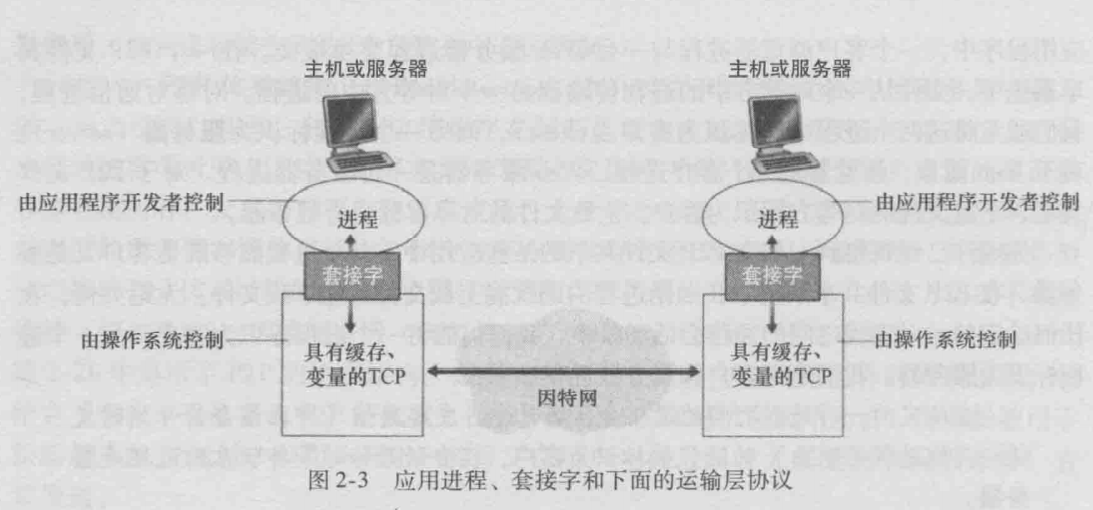 主机或服务器
主机或服务器
由应用程序开发者控制
进程
进程
由应用程序开发者控制
套接字
套接字
由操作系统控制
具有缓存、
变量的TCP
因特网
具有缓存、
变量的TCP
由操作系统控制
图2-3 应用进程、套接字和下面的运输层协议